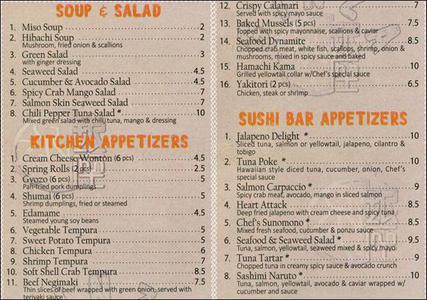 SOUP & SALAD
1. Miso Soup 2
2. Hibachi Soup 2
Mushroom, fried onion & scallions
3. Green Salad 3
with ginger dressing
4. Seaweed Salad 4.5
5. Cucumber & Avocado Salad 4.5
6. Spicy Crab Mango Salad 7
7. Salmon Skin Seaweed Salad 7
8. Chili Pepper Tuna Salad * 10
Mixed green salad with chili tuna, mango & dressing
KITCHEN APPETIZERS
1. Cream Cheese Wonton (6 pcs) 4.5
2. Spring Rolls (2 pcs) 2.5
3. Gyozo (6 pcs) 5
Pan-fried pork dumplings
4. Shumai (6 pcs) 5
Shrimp dumplings, fried or steamed
5. Edamame 4.5
Steamed young soy beans
6. Vegetable Tempura 5
7. Sweet Potato Tempura 5
8. Chicken Tempura 6
9. Shrimp Tempura 7
10. Soft Shell Crab Tempura 8.5
11. Beef Negimaki 7.5
Thin slices of beef wrapped with green onion, served with
teriyaki sauce
12. Crispy Calamari 7
Served with spicy mayo sauce
13. Baked Mussels (5 pcs) 7.5
Topped with spicy mayonnaise, scallions & caviar
14. Seafood Dynamite 8.5
Chopped crab meat, white fish, scallops, shrimp, onion &
mushrooms, mixed in spicy sauce and baked
15. Hamachi Kama 10
Grilled yellowtail collar w/Chef's special sauce
16. Yakitori (2 pcs) 6.5
Chicken, steak or shrimp
SUSHI BAR APPETIZERS
1. Jalapeno Delight * 10
Sliced tuna, salmon or yellowtail, jalapeno, cilantro &
tobigo
2. Tuna Poke * 10
Hawaiian style diced tuna, cucumber, onion, Chef's
special sauce
3. Salmon Carpaccio * 9
Spicy crab meat, avocado, mango in sliced salmon
4. Heart Attack 8.5
Deep fried jalapeno with cream cheese and spicy tuna
5. Chef's Sunomono * 8.5
Mixed fresh seafood, cucumber & ponzu sauce
6. Seafood & Seaweed Salad * 9.5
Tuna, salmon, yellowtail, seaweed mixed & spicy mayo
7. Tuna Tartar * 9
Chopped tuna in creamy spicy sauce & avocado crunch
8. Sashimi Naruto * 10
Tuna, salmon, yellowtail, avocado & caviar wrapped w/
cucumber and sauce